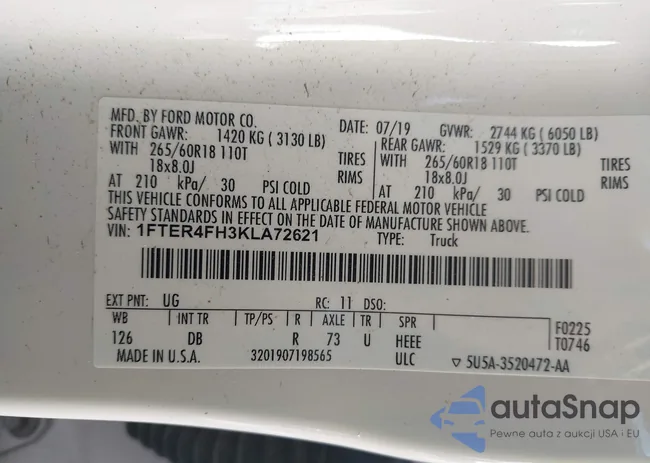 MFD. BY FORD MOTOR CO. DATE: 07/19 GVWR: 2744 KG ( 6050 LB)
FRONT GAWR: 1420 KG ( 3130 LB) REAR GAWR: 1529 KG ( 3370 LB)
WITH 265/60R18 110T TIRES WITH 265/60R18 110T TIRES
18x8.0J RIMS 18x8.0J RIMS
AT 210 kPa/ 30 PSI COLD AT 210 kPa/ 30 PSI COLD
THIS VEHICLE CONFORMS TO ALL APPLICABLE FEDERAL MOTOR VEHICLE
SAFETY STANDARDS IN EFFECT ON THE DATE OF MANUFACTURE SHOWN ABOVE.
VIN: 1FTER4FH3KLA72621 TYPE: Truck
EXT PNT: UG RC: 11 DSO:
WB INT TR TP/PS R AXLE TR SPR F0225
126 DB R 73 U HEEE T0746
MADE IN U.S.A. 3201907198565 ULC ▽ 5U5A-3520472-AA
autaSnap
Pewne auta z aukcji USA i EU